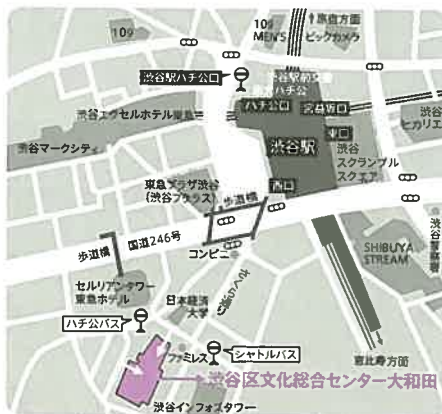 109
109
MEN'S
原宿方面
ビックカメラ
渋谷駅ハチ公口
ハチ公口
宮益坂口
渋谷エクセルホテル東急
渋谷マークシティ
渋谷駅
東口
渋谷
ヒカリエ
渋谷
スクランブル
スクエア
西口
東急プラザ渋谷
(渋谷フクラス)
歩道橋
国道246号
歩道橋
コンビニ
渋谷警察署
セルリアンタワー
東急ホテル
さくら坂
SHIBUYA
STREAM
日本経済
大学
ハチ公バス
ファミレス
シャトルバス
恵比寿方面
渋谷区文化総合センター大和田
渋谷インフォスタワー